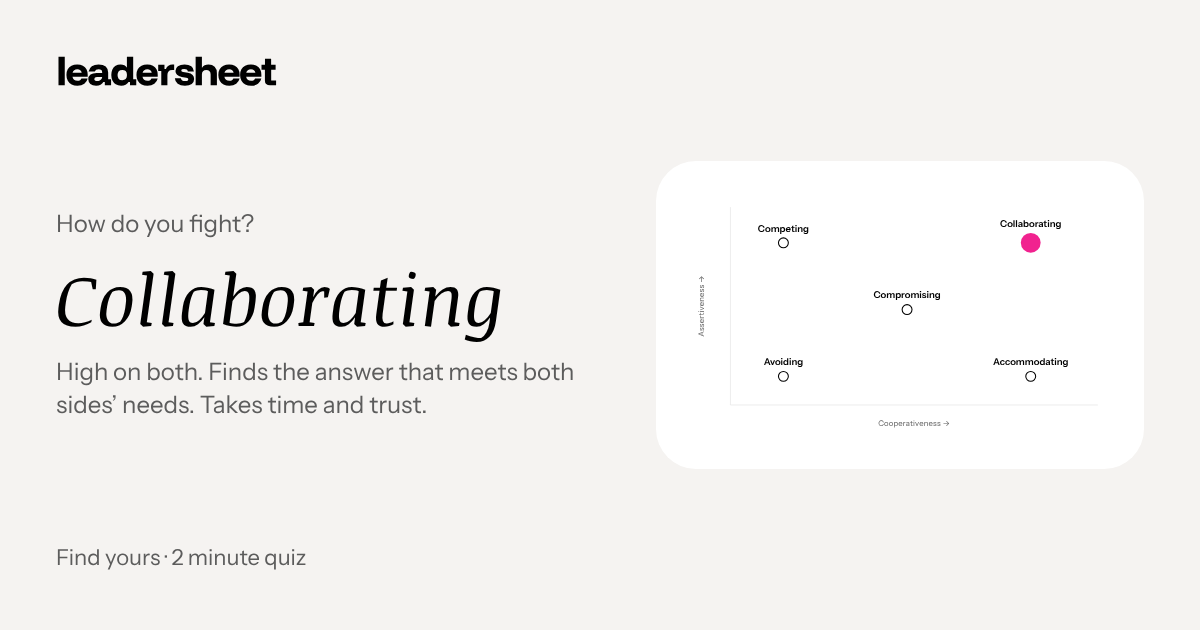 leadersheet
How do you fight?
Collaborating
High on both. Finds the answer that meets both
sides’ needs. Takes time and trust.
Find yours · 2 minute quiz
Competing
Collaborating
Compromising
Avoiding
Accommodating
Assertiveness →
Cooperativeness →